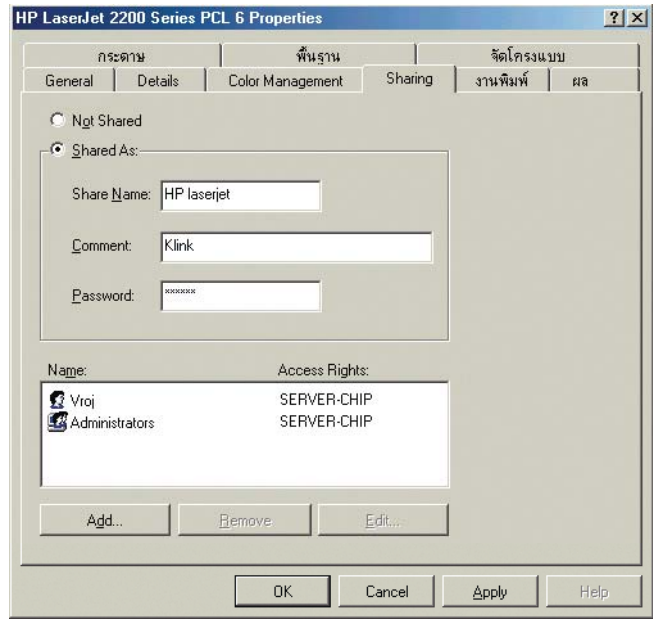 HP LaserJet 2200 Series PCL 6 Properties
กระดาษ พื้นฐาน จัดโครงแบบ
General Details Color Management Sharing งานพิมพ์ ผล
Not Shared
Shared As:
Share Name: HP laserjet
Comment: Klink
Password: ××××××
Name: Access Rights:
Vroj SERVER-CHIP
Administrators SERVER-CHIP
Add... Remove Edit...
OK Cancel Apply Help